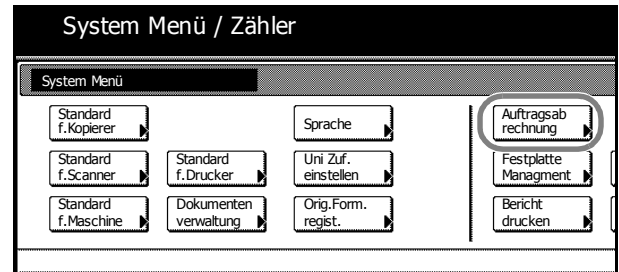 System Menü / Zähler
System Menü
Standard
f.Kopierer
Sprache
Auftragsab
rechnung
Standard
f.Scanner
Standard
f.Drucker
Uni Zuf.
einstellen
Festplatte
Managment
Standard
f.Maschine
Dokumenten
verwaltung
Orig.Form.
regist.
Bericht
drucken